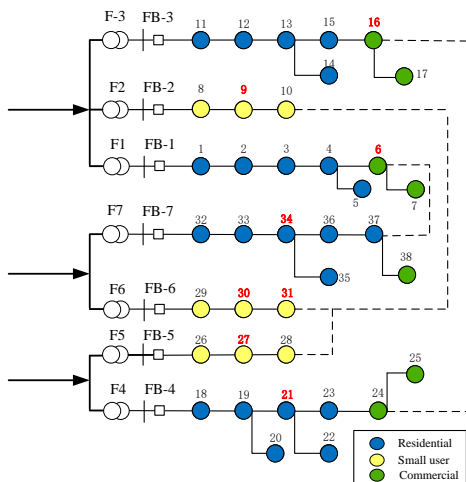 F-3 FB-3 11 12 13 15 16
14
17
F2 FB-2 8 9 10
F1 FB-1 1 2 3 4 6
5
7
F7 FB-7 32 33 34 36 37
38
35
F6 FB-6 29 30 31
F5 FB-5 26 27 28
25
F4 FB-4 18 19 21 23 24
20
22
Residential
Small user
Commercial